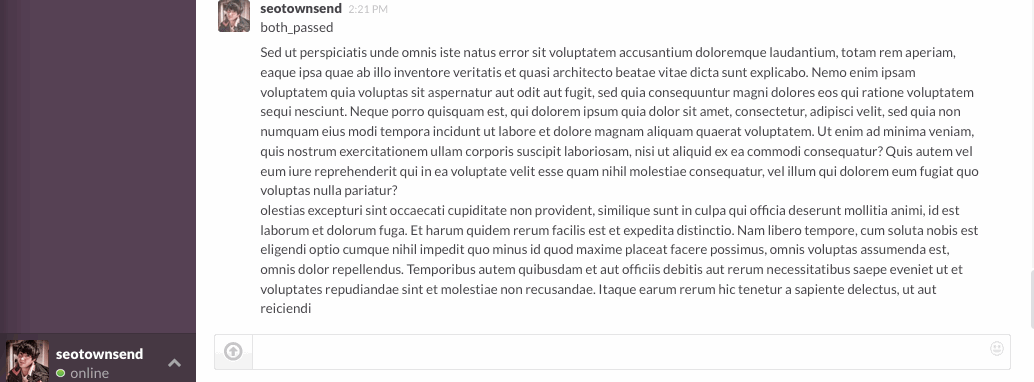 seotownsend 2:21 PM
both_passed
Sed ut perspiciatis unde omnis iste natus error sit voluptatem accusantium doloremque laudantium, totam rem aperiam,
eaque ipsa quae ab illo inventore veritatis et quasi architecto beatae vitae dicta sunt explicabo. Nemo enim ipsam
voluptatem quia voluptas sit aspernatur aut odit aut fugit, sed quia consequuntur magni dolores eos qui ratione voluptatem
sequi nesciunt. Neque porro quisquam est, qui dolorem ipsum quia dolor sit amet, consectetur, adipisci velit, sed quia non
numquam eius modi tempora incidunt ut labore et dolore magnam aliquam quaerat voluptatem. Ut enim ad minima veniam,
quis nostrum exercitationem ullam corporis suscipit laboriosam, nisi ut aliquid ex ea commodi consequatur? Quis autem vel
eum iure reprehenderit qui in ea voluptate velit esse quam nihil molestiae consequatur, vel illum qui dolorem eum fugiat quo
voluptas nulla pariatur?
olestias excepturi sint occaecati cupiditate non provident, similique sunt in culpa qui officia deserunt mollitia animi, id est
laborum et dolorum fuga. Et harum quidem rerum facilis est et expedita distinctio. Nam libero tempore, cum soluta nobis est
eligendi optio cumque nihil impedit quo minus id quod maxime placeat facere possimus, omnis voluptas assumenda est,
omnis dolor repellendus. Temporibus autem quibusdam et aut officiis debitis aut rerum necessitatibus saepe eveniet ut et
voluptates repudiandae sint et molestiae non recusandae. Itaque earum rerum hic tenetur a sapiente delectus, ut aut
reiciendi
seotownsend
online